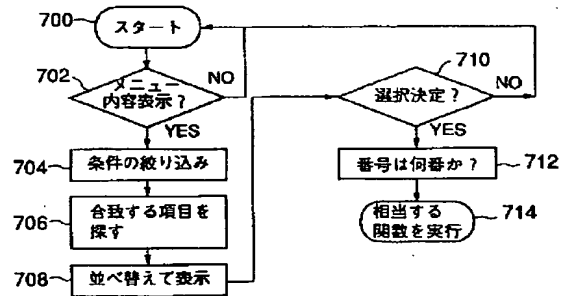 700
スタート
702
メニュー
内容表示？
NO
YES
704
条件の絞り込み
706
合致する項目を
探す
708
並べ替えて表示
710
選択決定？
NO
YES
番号は何番か？
712
相当する
関数を実行
714